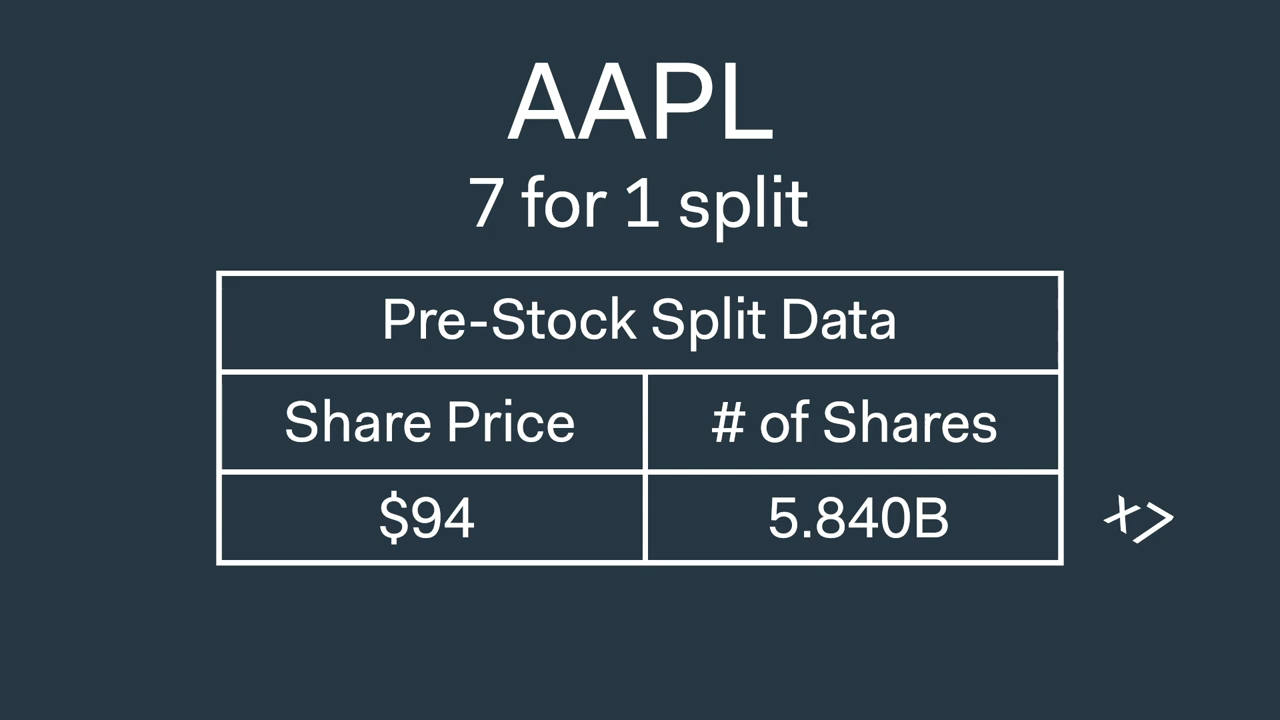 AAPL
7 for 1 split
Pre-Stock Split Data
Share Price # of Shares
$94 5.840B